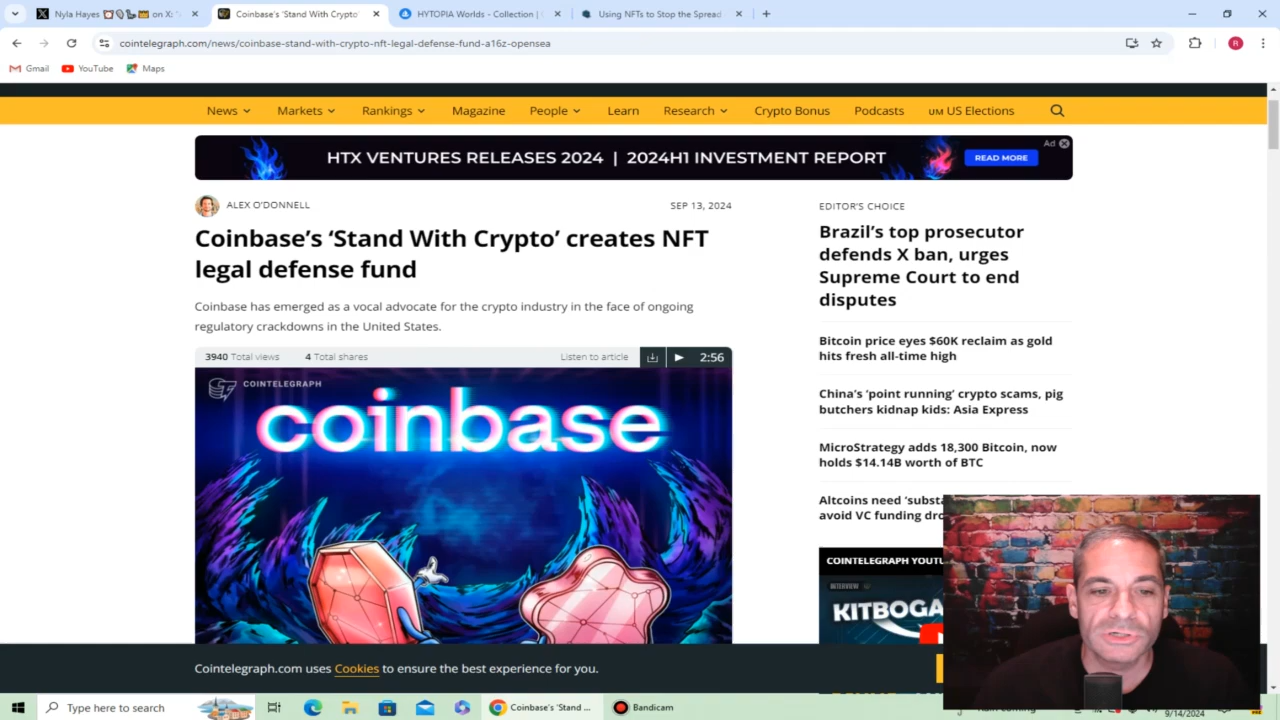 Nyla Hayes
on X: "
Coinbase's 'Stand With Crypto'
HYTOPIA Worlds - Collection |
Using NFTs to Stop the Spread
cointelegraph.com/news/coinbase-stand-with-crypto-nft-legal-defense-fund-a16z-opensea
R
Gmail
YouTube
Maps
News
Markets
Rankings
Magazine
People
Learn
Research
Crypto Bonus
Podcasts
US Elections
HTX VENTURES RELEASES 2024 | 2024H1 INVESTMENT REPORT
READ MORE
Ad
ALEX O'DONNELL
SEP 13, 2024
Coinbase's 'Stand With Crypto' creates NFT
legal defense fund
Coinbase has emerged as a vocal advocate for the crypto industry in the face of ongoing
regulatory crackdowns in the United States.
3940 Total views
4 Total shares
Listen to article
2:56
COINTELEGRAPH
coinbase
EDITOR'S CHOICE
Brazil's top prosecutor
defends X ban, urges
Supreme Court to end
disputes
Bitcoin price eyes $60K reclaim as gold
hits fresh all-time high
China's 'point running' crypto scams, pig
butchers kidnap kids: Asia Express
MicroStrategy adds 18,300 Bitcoin, now
holds $14.14B worth of BTC
Altcoins need
avoid VC funding
COINTELEGRAPH
INTERVIEW
KITBOGA
Cointelegraph.com uses Cookies to ensure the best experience for you.
Type here to search
Coinbase's 'Stand ...
Bandicam
9/14/2024